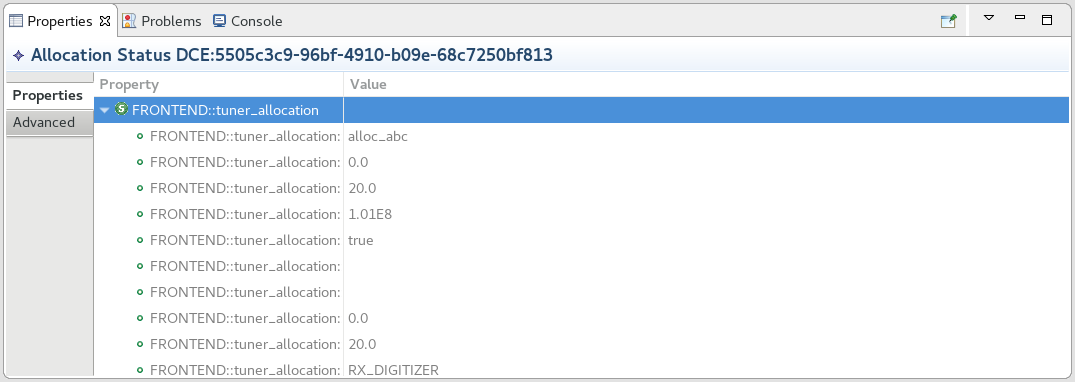 Properties Problems Console
Allocation Status DCE:5505c3c9-96bf-4910-b09e-68c7250bf813
Properties
Advanced
Property Value
FRONTEND::tuner_allocation
FRONTEND::tuner_allocation: alloc_abc
FRONTEND::tuner_allocation: 0.0
FRONTEND::tuner_allocation: 20.0
FRONTEND::tuner_allocation: 1.01E8
FRONTEND::tuner_allocation: true
FRONTEND::tuner_allocation:
FRONTEND::tuner_allocation:
FRONTEND::tuner_allocation: 0.0
FRONTEND::tuner_allocation: 20.0
FRONTEND::tuner_allocation: RX_DIGITIZER